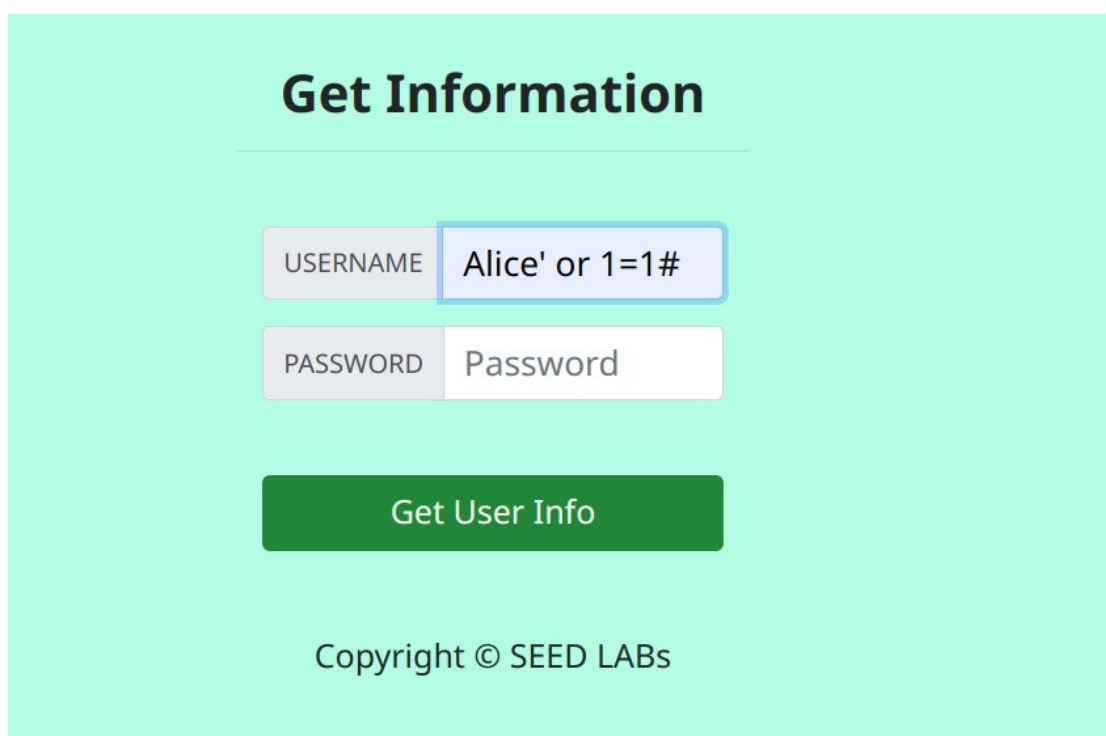 Get Information
USERNAME Alice' or 1=1#
PASSWORD Password
Get User Info
Copyright © SEED LABs